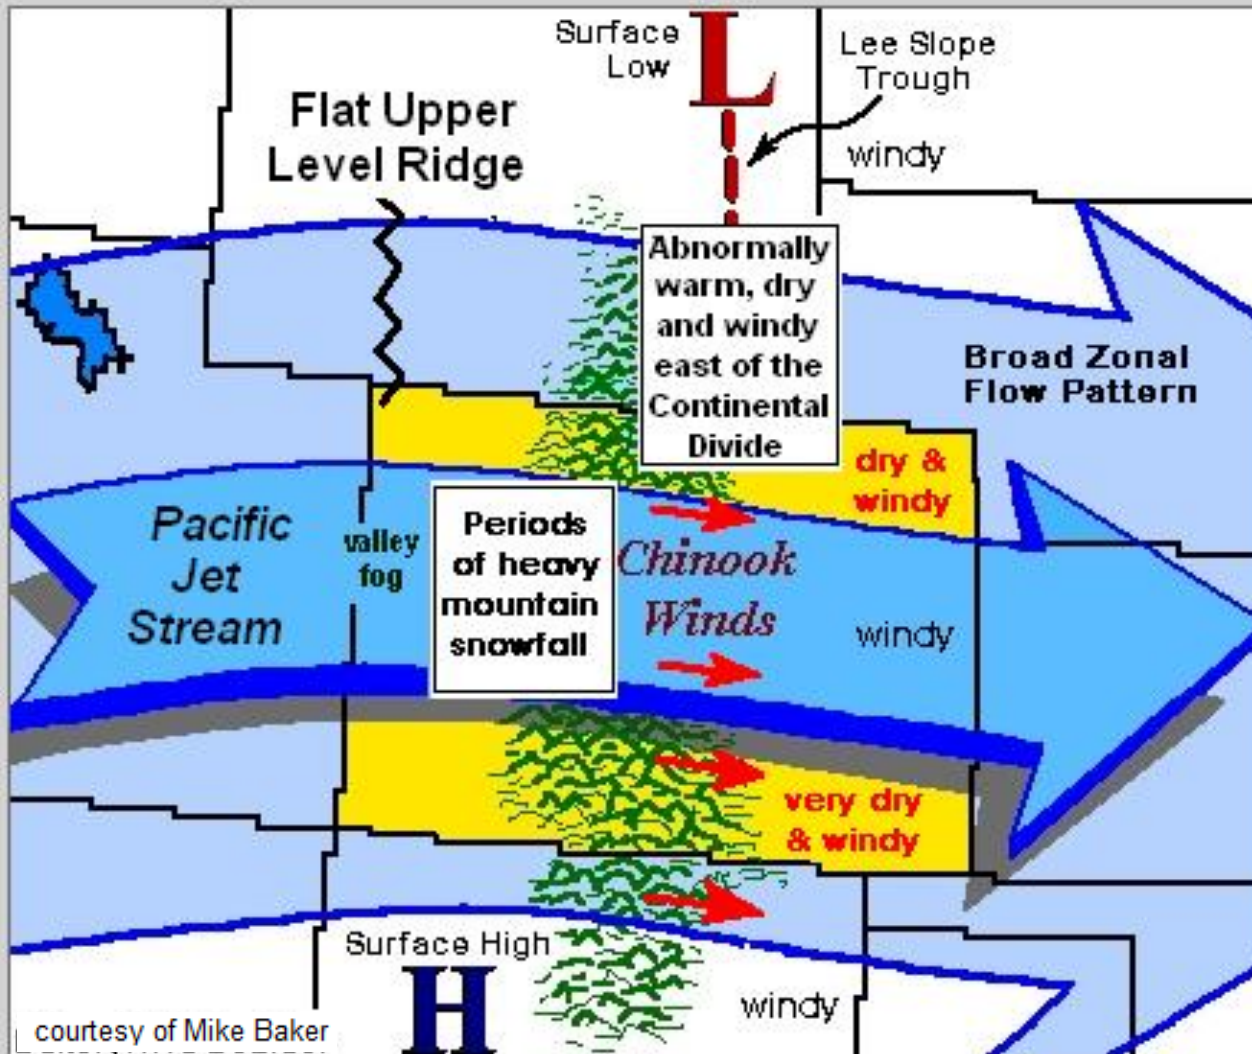 Surface
Low
L
Lee Slope
Trough
windy
Flat Upper
Level Ridge
Abnormally
warm, dry
and windy
east of the
Continental
Divide
Broad Zonal
Flow Pattern
dry &
windy
Pacific
Jet
Stream
valley
fog
Periods
of heavy
mountain
snowfall
Chinook
Winds
windy
very dry
& windy
Surface High
H
windy
courtesy of Mike Baker